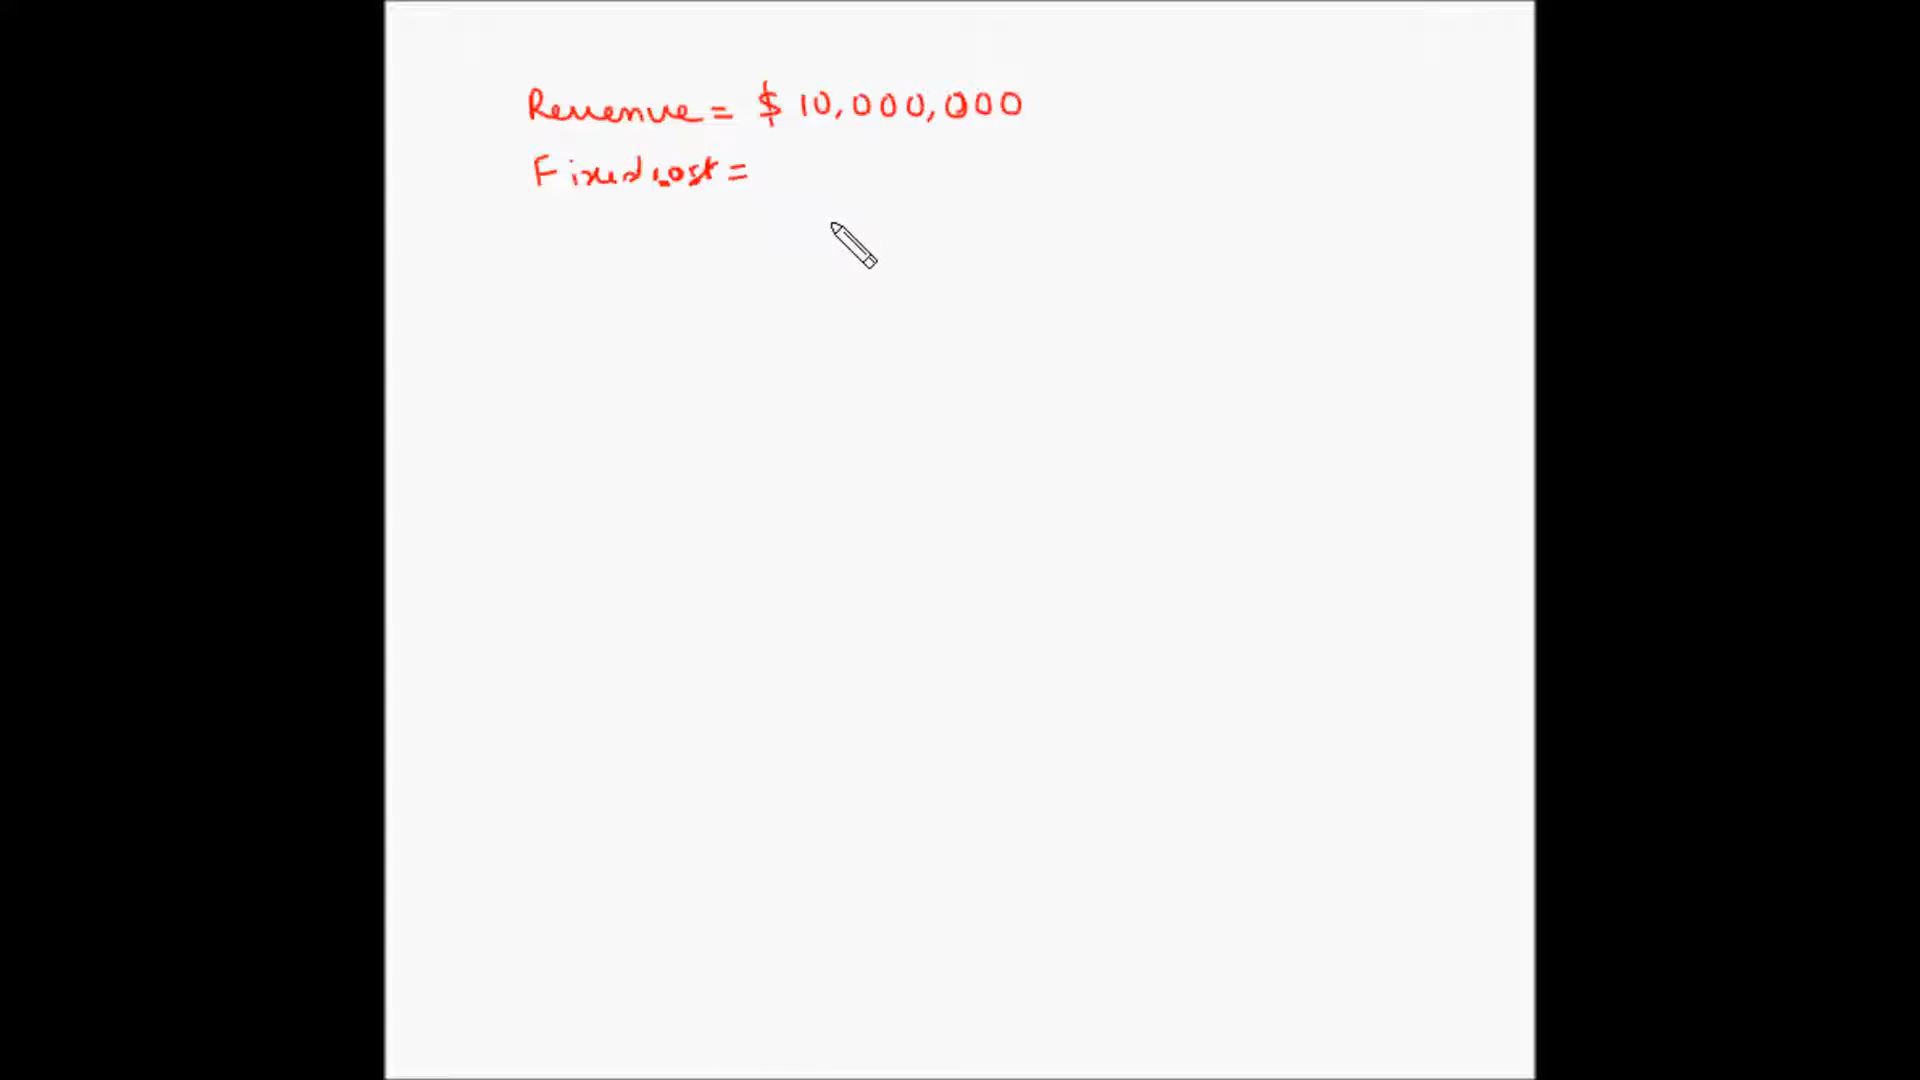 Revenue = $ 10,000,000
Fixed cost =